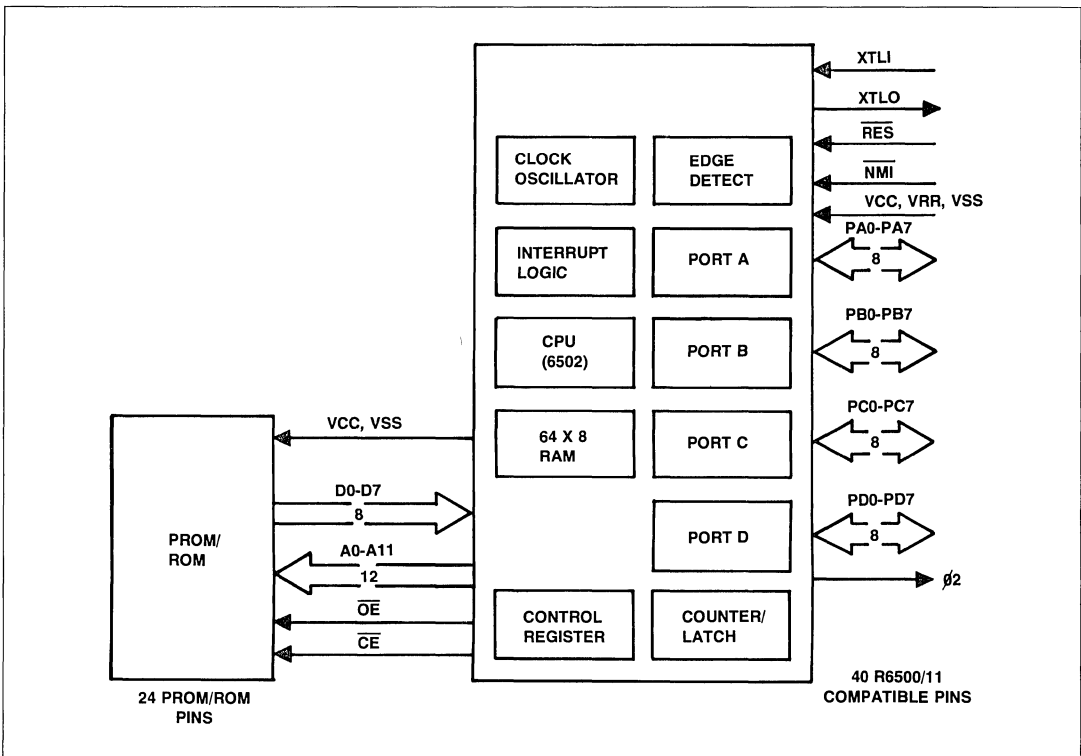 XTLI
XTLO
RES
NMI
VCC, VRR, VSS
CLOCK
OSCILLATOR
EDGE
DETECT
PA0-PA7
8
INTERRUPT
LOGIC
PORT A
PB0-PB7
8
CPU
(6502)
PORT B
PC0-PC7
8
64 X 8
RAM
PORT C
VCC, VSS
D0-D7
8
PD0-PD7
8
PORT D
PROM/
ROM
A0-A11
12
ø2
OE
CE
CONTROL
REGISTER
COUNTER/
LATCH
24 PROM/ROM
PINS
40 R6500/11
COMPATIBLE PINS